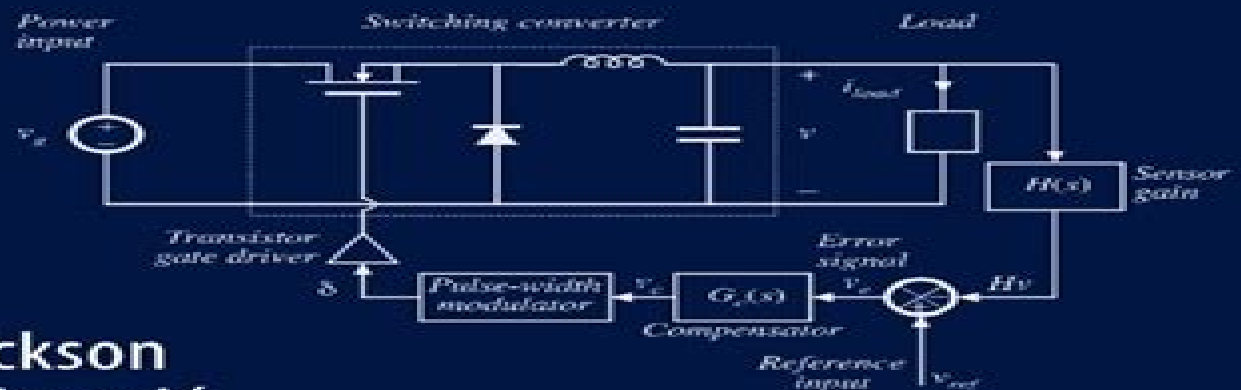 Power
input
Switching converter
Load
i load
+
v
−
v g
+
−
H(s)
Sensor
gain
Transistor
gate driver
δ
Pulse-width
modulator
v c
G c (s)
Compensator
Error
signal
v e
Hv
Reference
input
v ref
ckson